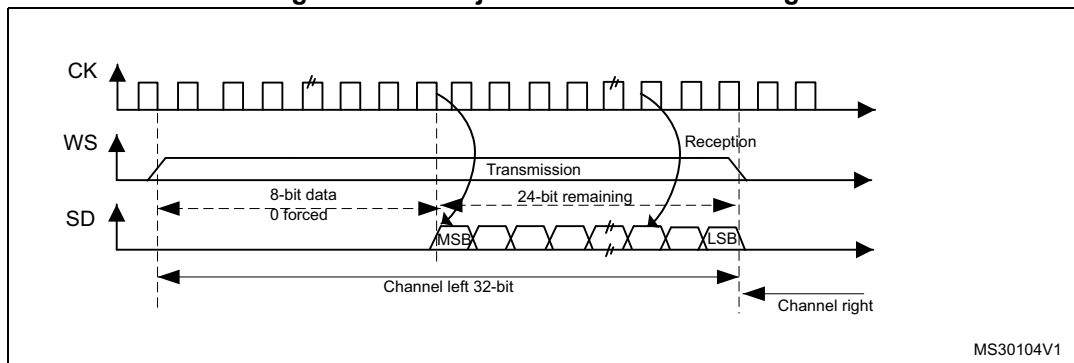 CK
WS
Reception
Transmission
8-bit data
24-bit remaining
0 forced
SD
MSB
LSB
Channel left 32-bit
Channel right
MS30104V1